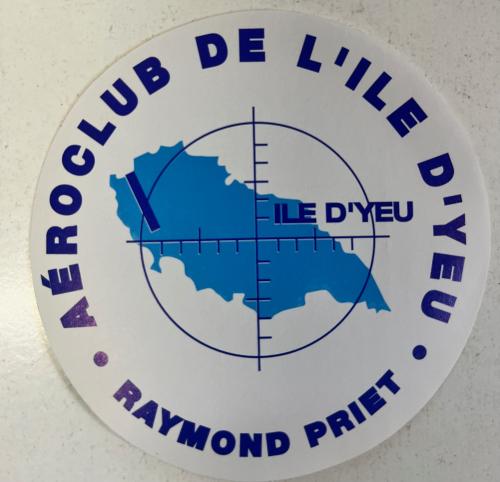 AÉROCLUB DE L'ILE D'YEU
ILE D'YEU
• RAYMOND PRIET •